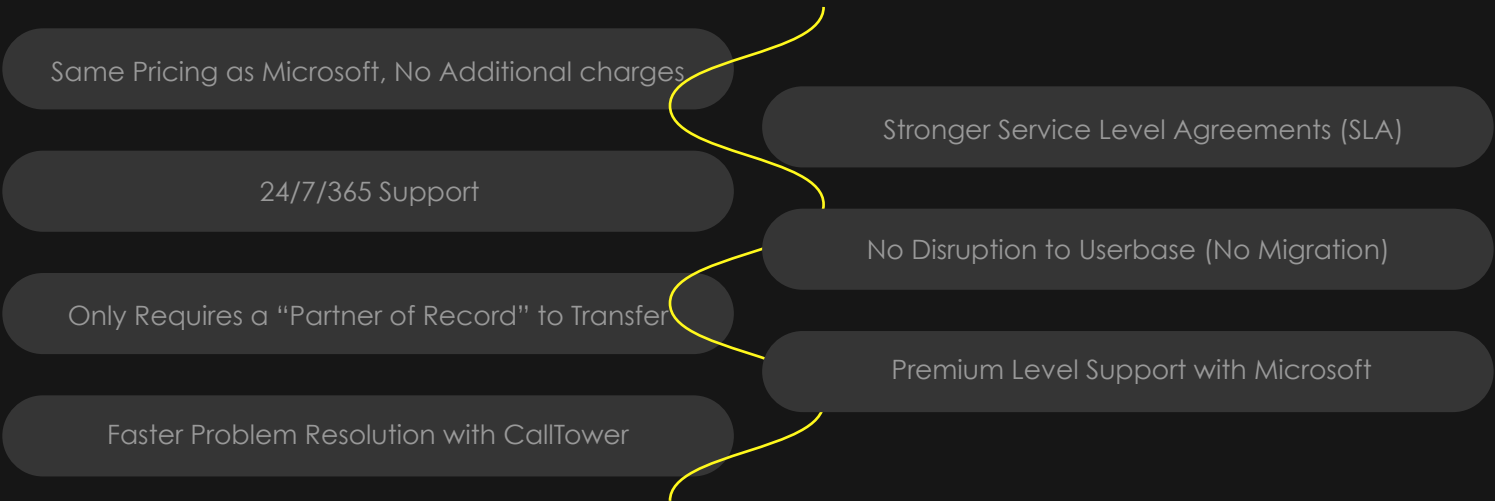 Same Pricing as Microsoft, No Additional charges
Stronger Service Level Agreements (SLA)
24/7/365 Support
No Disruption to Userbase (No Migration)
Only Requires a “Partner of Record” to Transfer
Premium Level Support with Microsoft
Faster Problem Resolution with CallTower